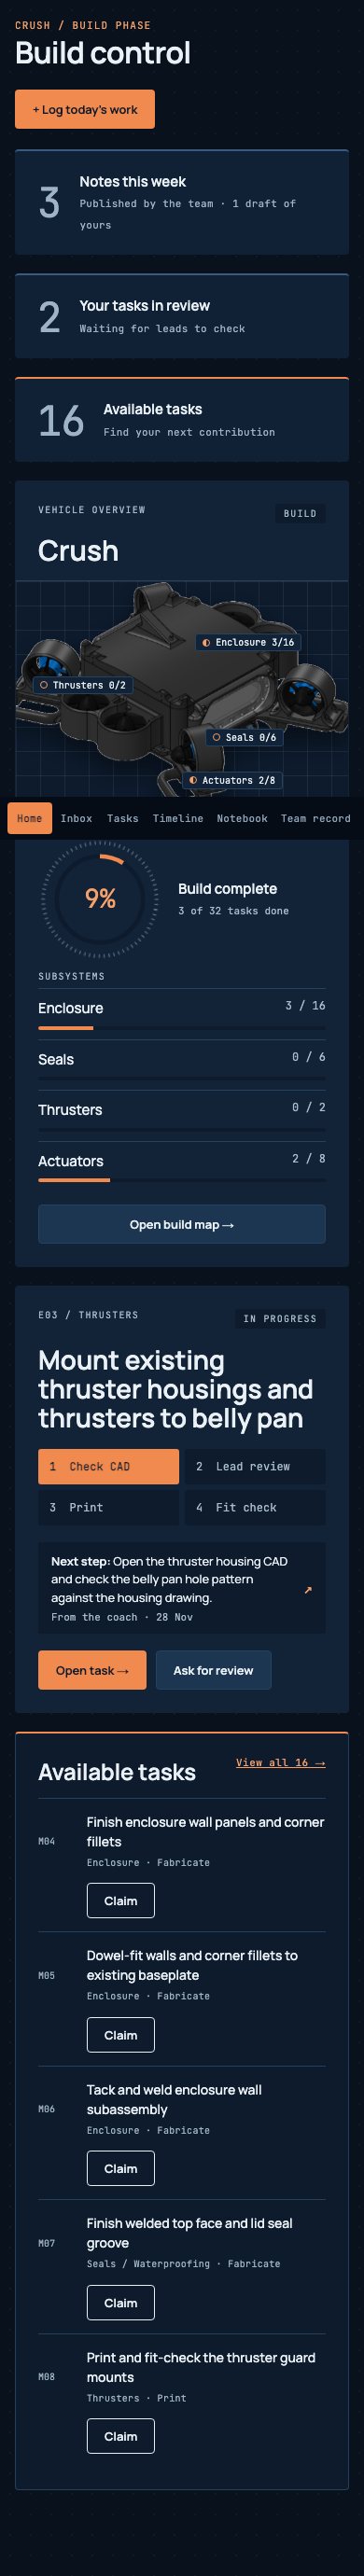 CRUSH / BUILD PHASE
Build control
+ Log today's work
3
Notes this week
Published by the team · 1 draft of
yours
2
Your tasks in review
Waiting for leads to check
16
Available tasks
Find your next contribution
VEHICLE OVERVIEW
BUILD
Crush
Enclosure 3/16
Thrusters 0/2
Seals 0/6
Actuators 2/8
Home Inbox Tasks Timeline Notebook Team record
9%
Build complete
3 of 32 tasks done
SUBSYSTEMS
Enclosure 3 / 16
Seals 0 / 6
Thrusters 0 / 2
Actuators 2 / 8
Open build map →
E03 / THRUSTERS
IN PROGRESS
Mount existing
thruster housings and
thrusters to belly pan
1 Check CAD
2 Lead review
3 Print
4 Fit check
Next step: Open the thruster housing CAD
and check the belly pan hole pattern
against the housing drawing.
↗
From the coach · 28 Nov
Open task →
Ask for review
Available tasks
View all 16 →
M04
Finish enclosure wall panels and corner
fillets
Enclosure · Fabricate
Claim
M05
Dowel-fit walls and corner fillets to
existing baseplate
Enclosure · Fabricate
Claim
M06
Tack and weld enclosure wall
subassembly
Enclosure · Fabricate
Claim
M07
Finish welded top face and lid seal
groove
Seals / Waterproofing · Fabricate
Claim
M08
Print and fit-check the thruster guard
mounts
Thrusters · Print
Claim